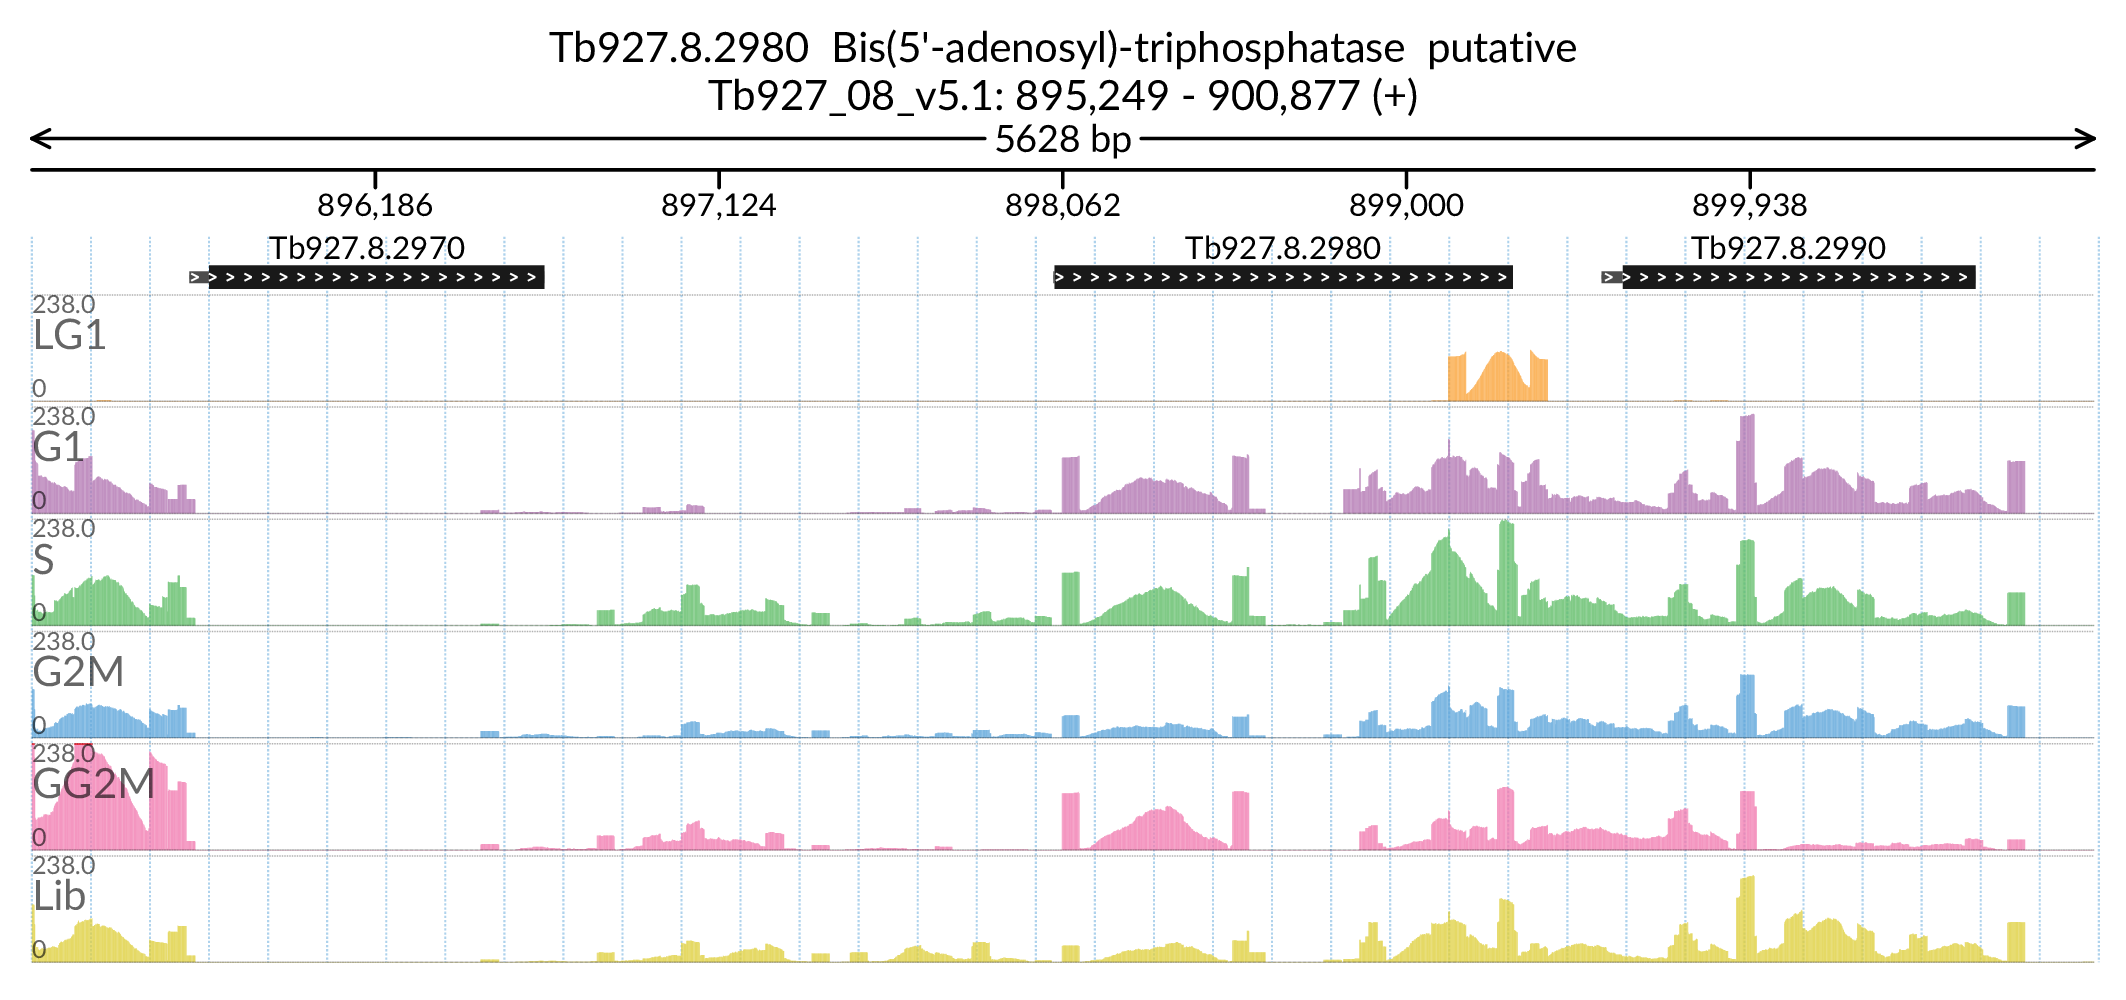 Tb927.8.2980 Bis(5'-adenosyl)-triphosphatase putative
Tb927_08_v5.1: 895,249 - 900,877 (+)
5628 bp
896,186 897,124 898,062 899,000 899,938
Tb927.8.2970 Tb927.8.2980 Tb927.8.2990
238.0
LG1
0
238.0
G1
0
238.0
S
0
238.0
G2M
0
238.0
GG2M
0
238.0
Lib
0